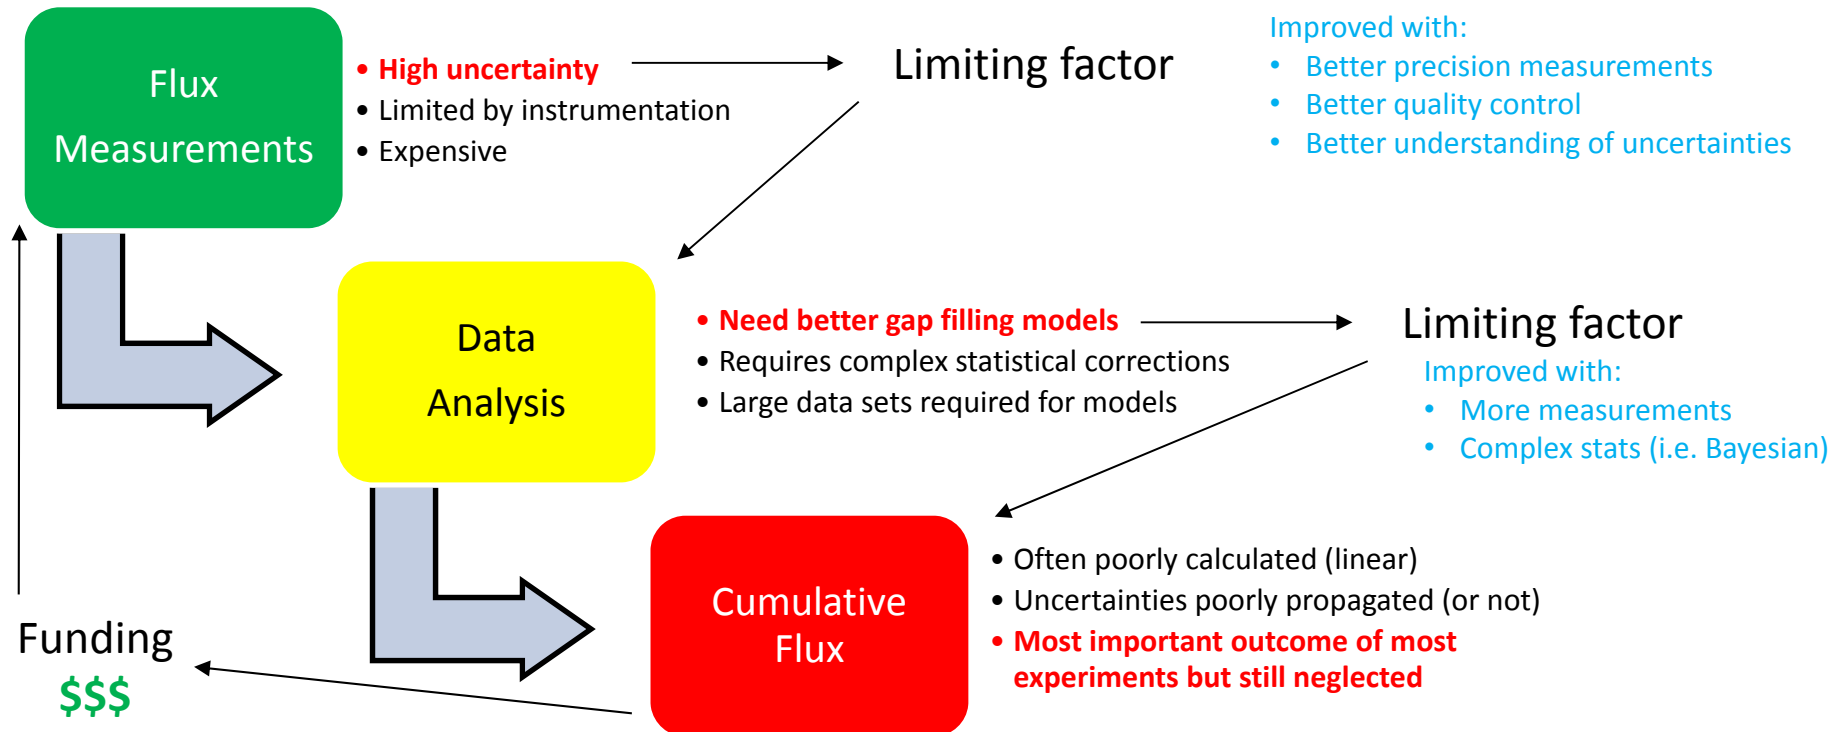 Flux
Measurements
• High uncertainty
• Limited by instrumentation
• Expensive
Limiting factor
Improved with:
• Better precision measurements
• Better quality control
• Better understanding of uncertainties
Data
Analysis
• Need better gap filling models
• Requires complex statistical corrections
• Large data sets required for models
Limiting factor
Improved with:
• More measurements
• Complex stats (i.e. Bayesian)
Cumulative
Flux
• Often poorly calculated (linear)
• Uncertainties poorly propagated (or not)
• Most important outcome of most
experiments but still neglected
Funding
$$$